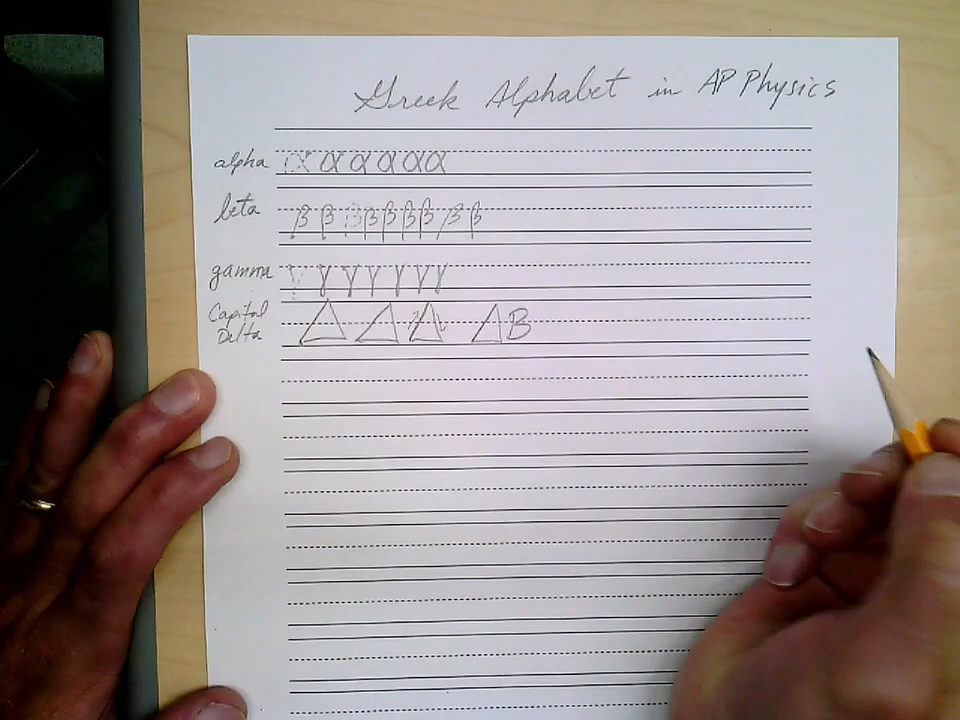 Greek Alphabet in AP Physics
alpha α α α α α α
beta β β β β β β β β β
gamma γ γ γ γ γ γ γ
Capital Delta Δ Δ Δ ΔB